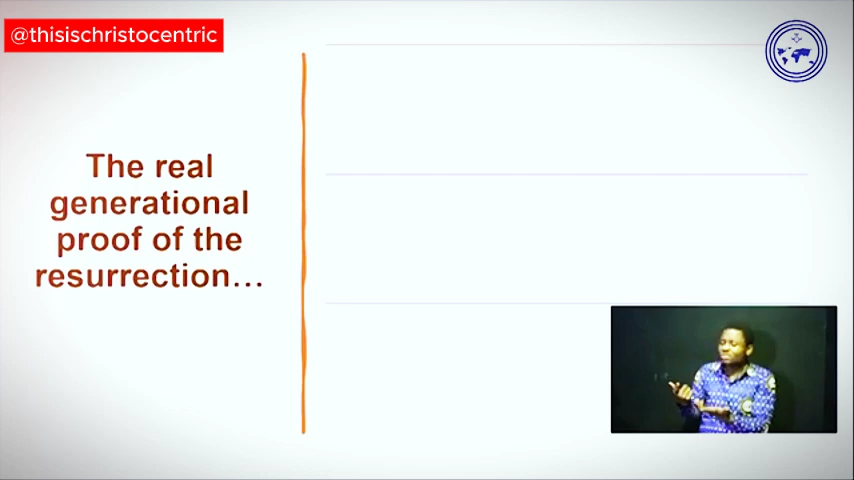 @thisischristocentric
The real
generational
proof of the
resurrection...